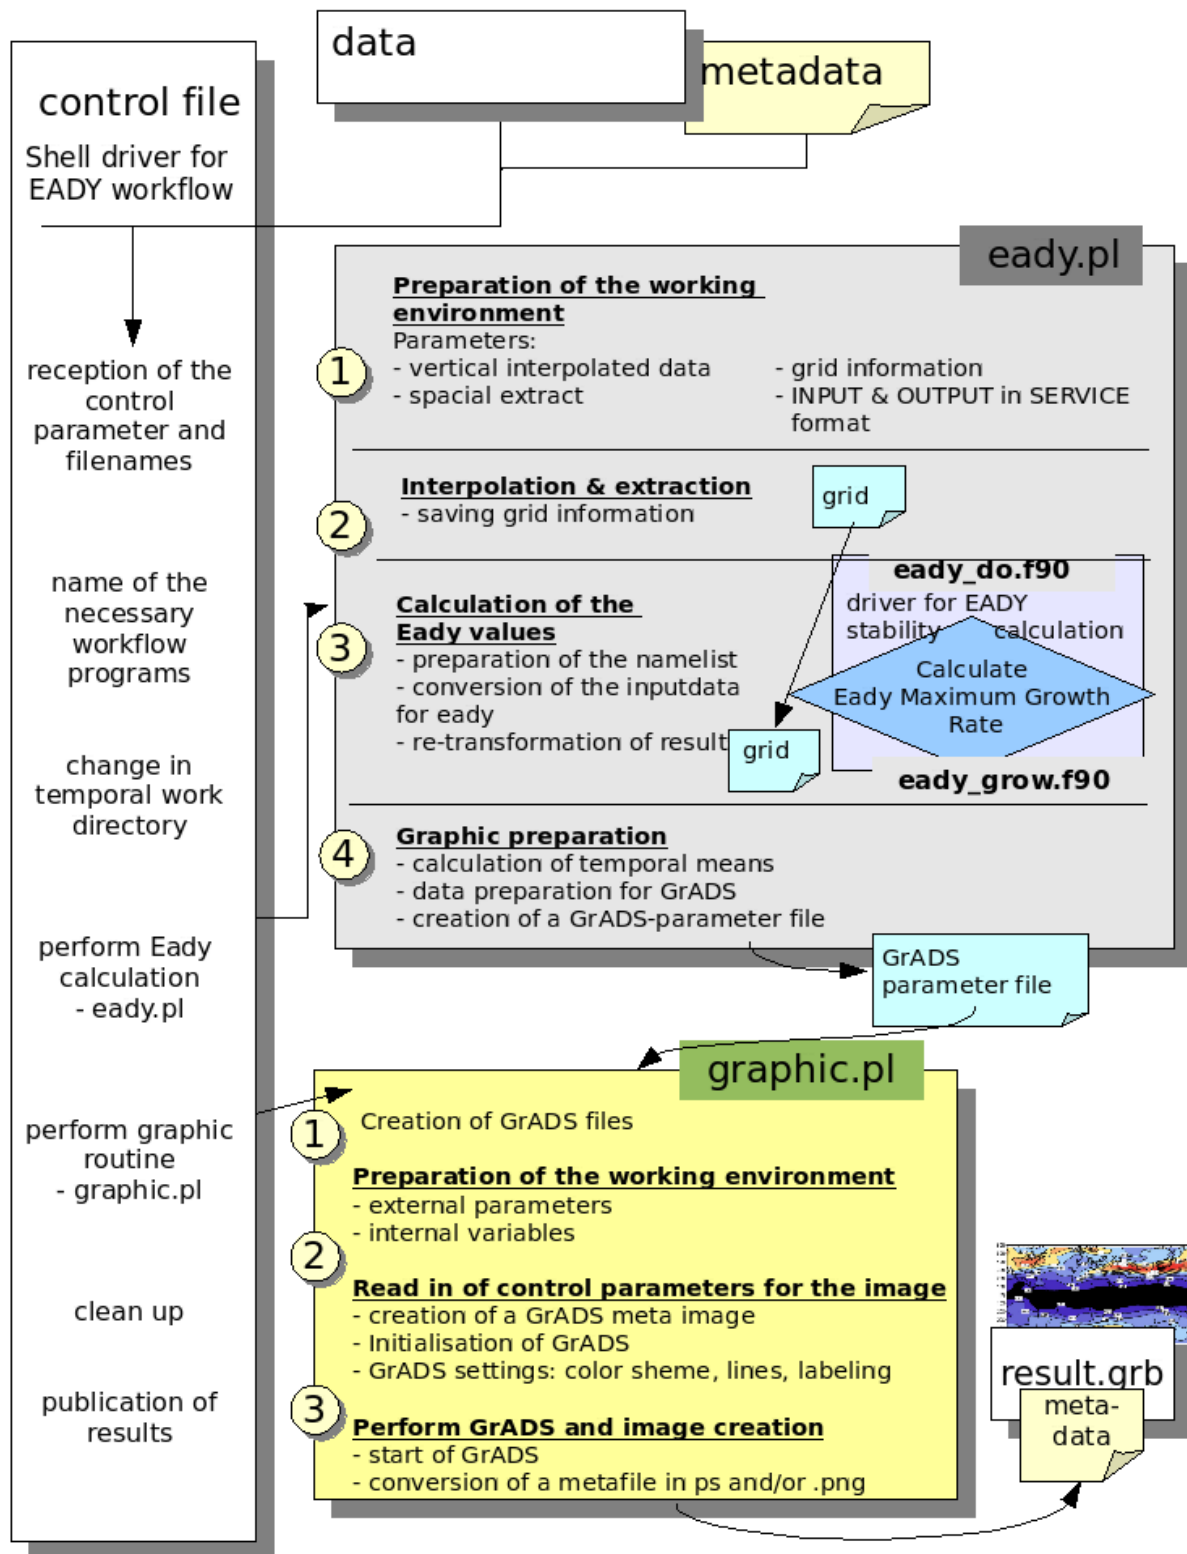 data
metadata
control file
Shell driver for
EADY workflow
reception of the
control
parameter and
filenames
name of the
necessary
workflow
programs
change in
temporal work
directory
perform Eady
calculation
- eady.pl
perform graphic
routine
- graphic.pl
clean up
publication of
results
eady.pl
1
Preparation of the working
environment
Parameters:
- vertical interpolated data
- spacial extract
- grid information
- INPUT & OUTPUT in SERVICE
format
2
Interpolation & extraction
- saving grid information
grid
3
Calculation of the
Eady values
- preparation of the namelist
- conversion of the inputdata
for eady
- re-transformation of result
grid
eady_do.f90
driver for EADY
stability calculation
Calculate
Eady Maximum Growth
Rate
eady_grow.f90
4
Graphic preparation
- calculation of temporal means
- data preparation for GrADS
- creation of a GrADS-parameter file
GrADS
parameter file
graphic.pl
1
Creation of GrADS files
Preparation of the working environment
- external parameters
- internal variables
2
Read in of control parameters for the image
- creation of a GrADS meta image
- Initialisation of GrADS
- GrADS settings: color sheme, lines, labeling
3
Perform GrADS and image creation
- start of GrADS
- conversion of a metafile in ps and/or .png
result.grb
meta-
data